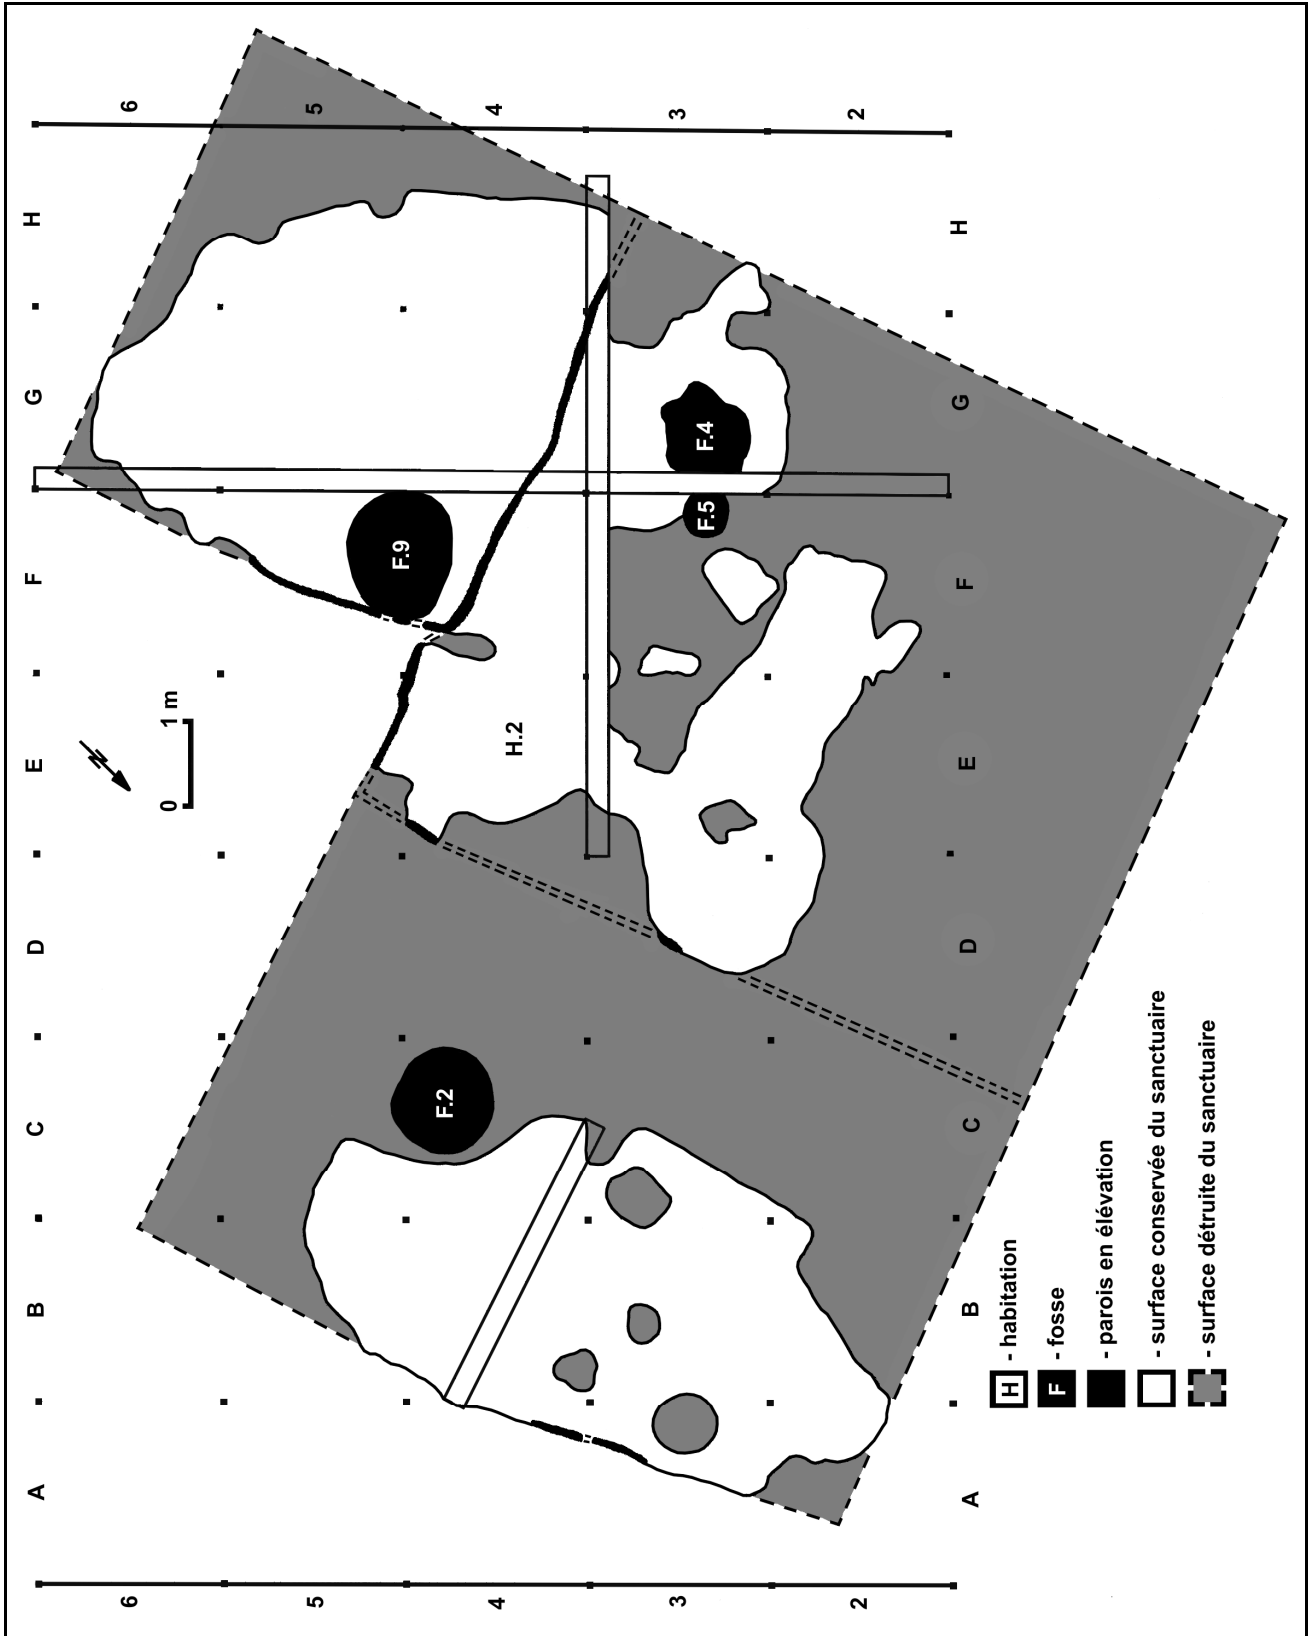 6
5
4
3
2
H
H
G
G
F
F
E
E
D
D
C
C
B
B
A
A
6
5
4
3
2
N
0 1 m
F.9
F.4
F.5
H.2
F.2
H - habitation
F - fosse
- parois en élévation
- surface conservée du sanctuaire
- surface détruite du sanctuaire